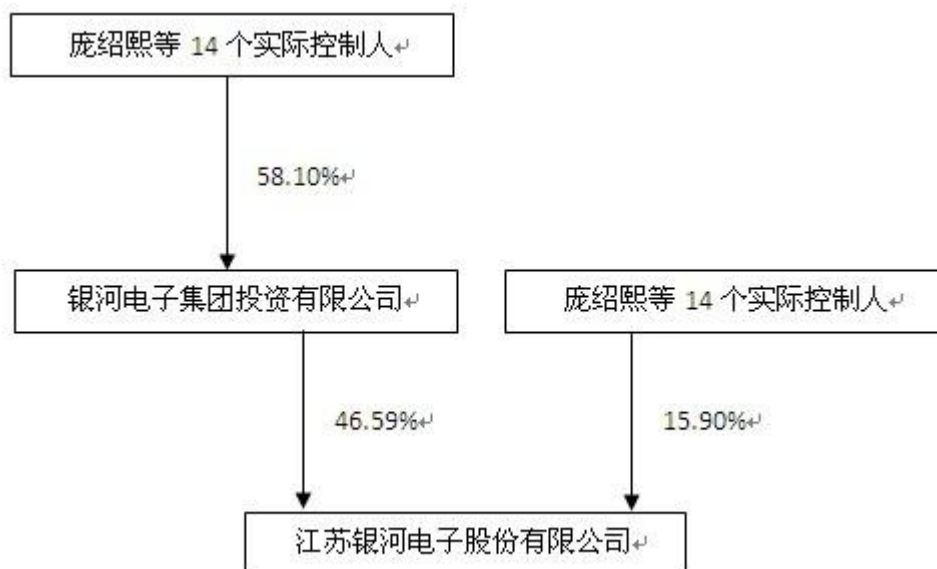 庞绍熙等 14 个实际控制人↵
58.10%↵
银河电子集团投资有限公司↵
庞绍熙等 14 个实际控制人↵
46.59%↵
15.90%↵
江苏银河电子股份有限公司↵